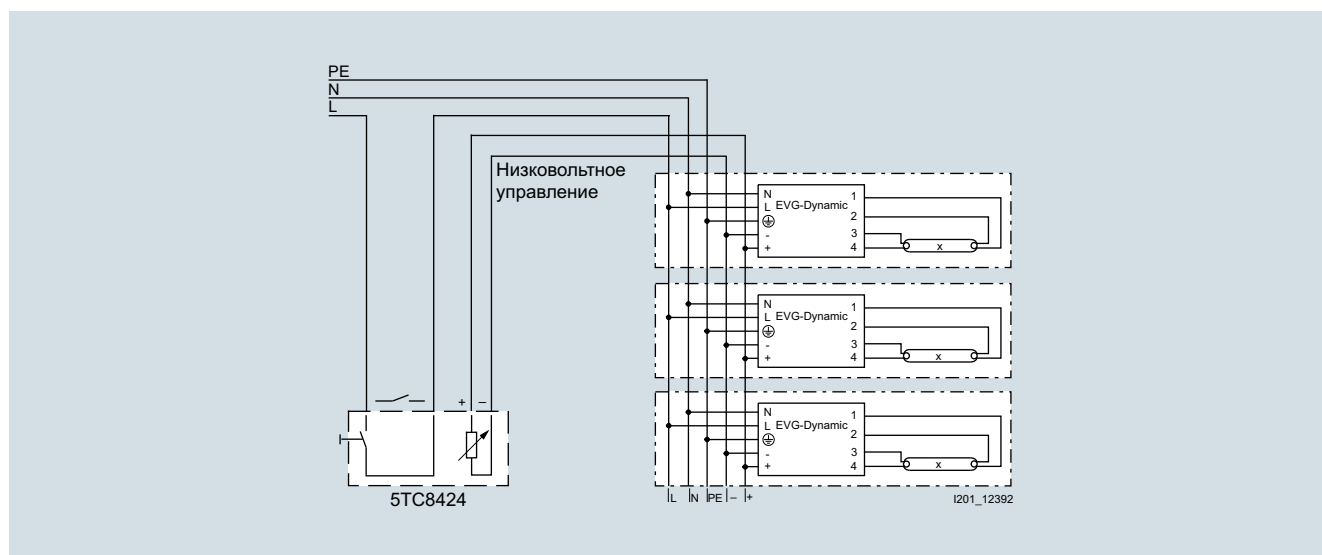 PE
N
L
Низковольтное
управление
N
L EVG-Dynamic
-
+
1
2
3
4
x
N
L EVG-Dynamic
-
+
1
2
3
4
x
N
L EVG-Dynamic
-
+
1
2
3
4
x
+ –
5TC8424
L N PE – +
I201_12392